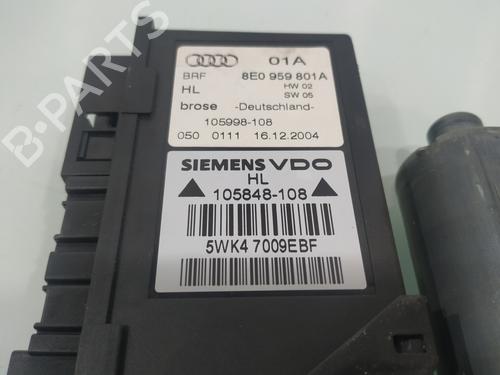 01A
BRF 8E0 959 801A
HL HW 02
SW 05
brose -Deutschland-
105998-108
050 0111 16.12.2004
SIEMENS VDO
HL
105848-108
5WK4 7009EBF
B-PARTS